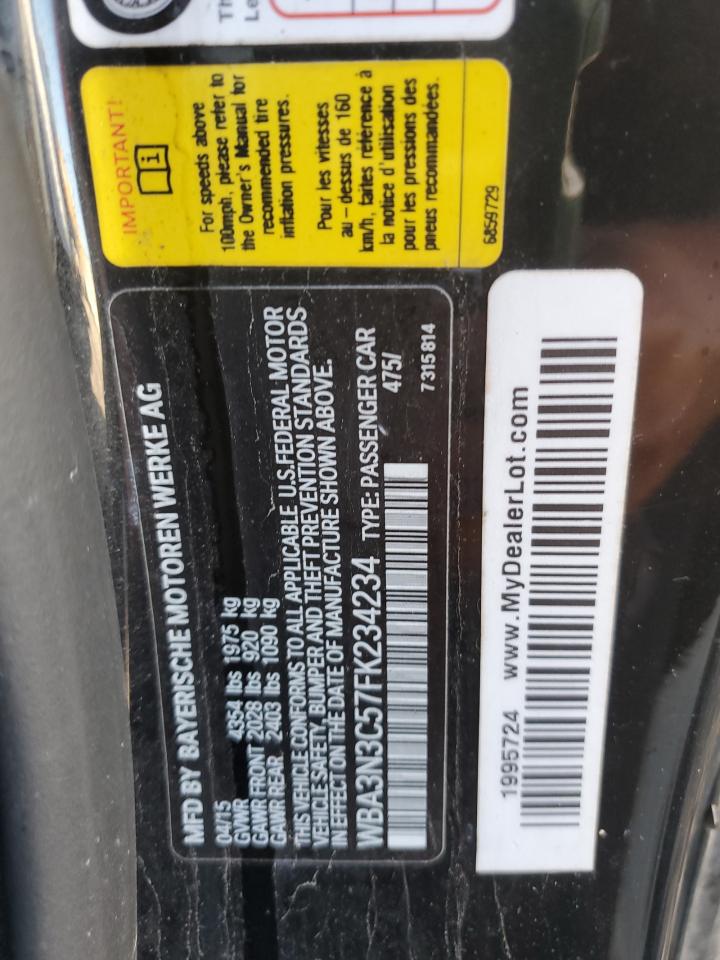 Th
Le
IMPORTANT!
For speeds above
100mph, please refer to
the Owner's Manual for
recommended tire
inflation pressures.
Pour les vitesses
au-dessus de 160
km/h, faites référence à
la notice d'utilisation
pour les pressions des
pneus recommandées.
6859729
MFD BY BAYERISCHE MOTOREN WERKE AG
04/15
GVWR 4354 lbs 1975 kg
GAWR FRONT 2028 lbs 920 kg
GAWR REAR 2403 lbs 1090 kg
THIS VEHICLE CONFORMS TO ALL APPLICABLE U.S. FEDERAL MOTOR
VEHICLE SAFETY, BUMPER AND THEFT PREVENTION STANDARDS
IN EFFECT ON THE DATE OF MANUFACTURE SHOWN ABOVE.
WBA3N3C57FK234234 TYPE: PASSENGER CAR
475/
7315814
1995724 www.MyDealerLot.com